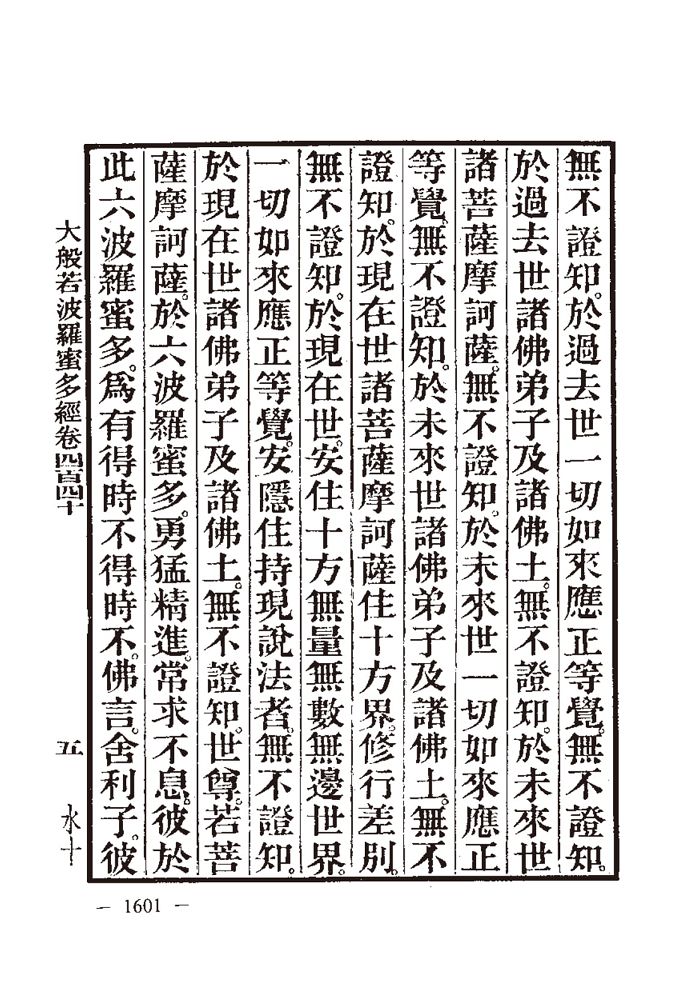 無不證知。於過去世一切如來應正等覺。無不證知。
於過去世諸佛弟子及諸佛土。無不證知。於未來世
諸菩薩摩訶薩。無不證知。於未來世一切如來應正
等覺。無不證知。於未來世諸佛弟子及諸佛土。無不
證知。於現在世諸菩薩摩訶薩住十方界。修行差別。
無不證知。於現在世。安住十方無量無數無邊世界。
一切如來應正等覺。安隱住持現說法者。無不證知。
於現在世諸佛弟子及諸佛土。無不證知。世尊。若菩
薩摩訶薩。於六波羅蜜多。勇猛精進。常求不息。彼於
此六波羅蜜多。為有得時不得時不。佛言。舍利子。彼
大般若波羅蜜多經卷四百四十
五
水十
— 1601 —